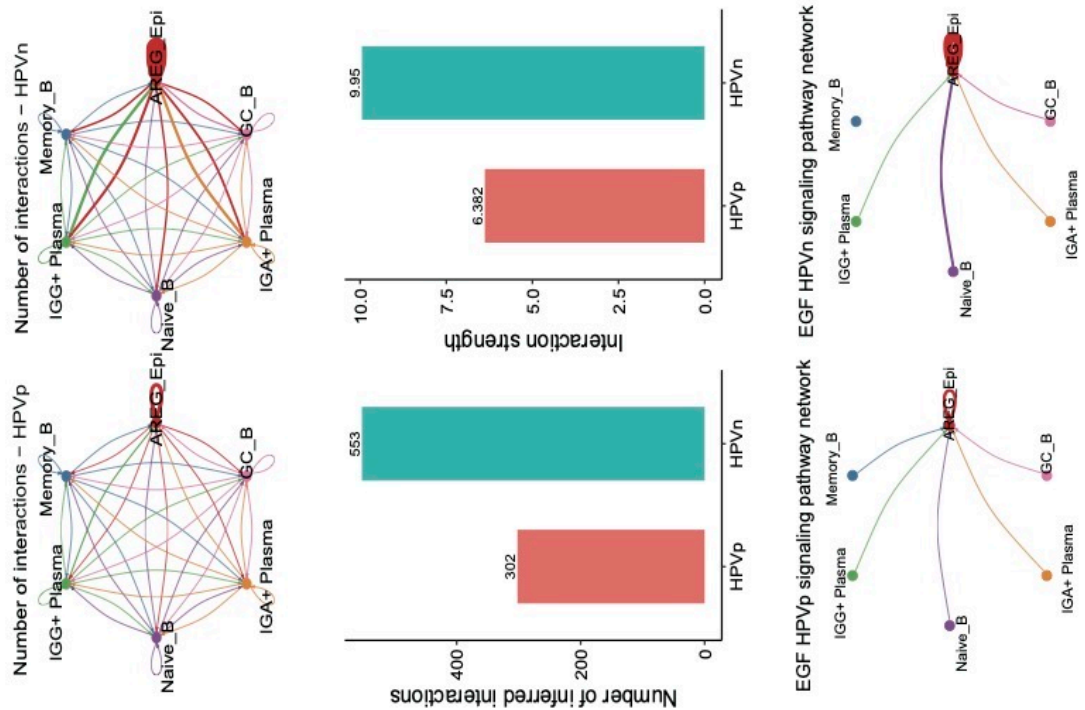 Number of interactions − HPVp
Memory_B
IGG+ Plasma
AREG_Epi
Naive_B
GC_B
IGA+ Plasma
Number of interactions − HPVn
Memory_B
IGG+ Plasma
AREG_Epi
Naive_B
GC_B
IGA+ Plasma
Number of inferred interactions
400
200
0
302
553
HPVp
HPVn
Interaction strength
10.0
7.5
5.0
2.5
0.0
6.382
9.95
HPVp
HPVn
EGF HPVp signaling pathway network
Memory_B
IGG+ Plasma
AREG_Epi
Naive_B
GC_B
IGA+ Plasma
EGF HPVn signaling pathway network
Memory_B
IGG+ Plasma
AREG_Epi
Naive_B
GC_B
IGA+ Plasma